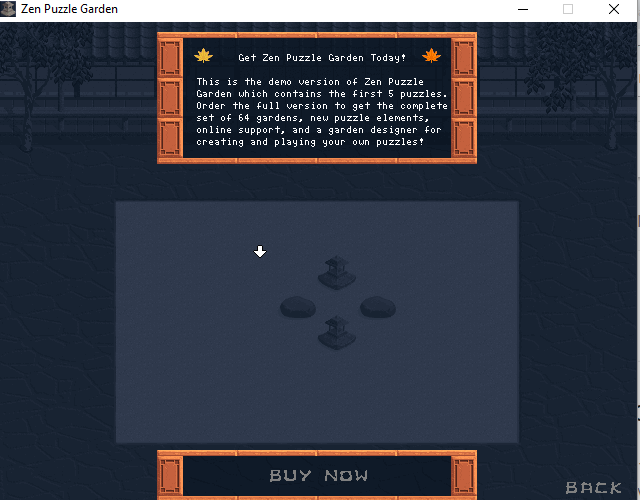 Zen Puzzle Garden
Get Zen Puzzle Garden Today!
This is the demo version of Zen Puzzle
Garden which contains the first 5 puzzles.
Order the full version to get the complete
set of 64 gardens, new puzzle elements,
online support, and a garden designer for
creating and playing your own puzzles!
BUY NOW
BACK